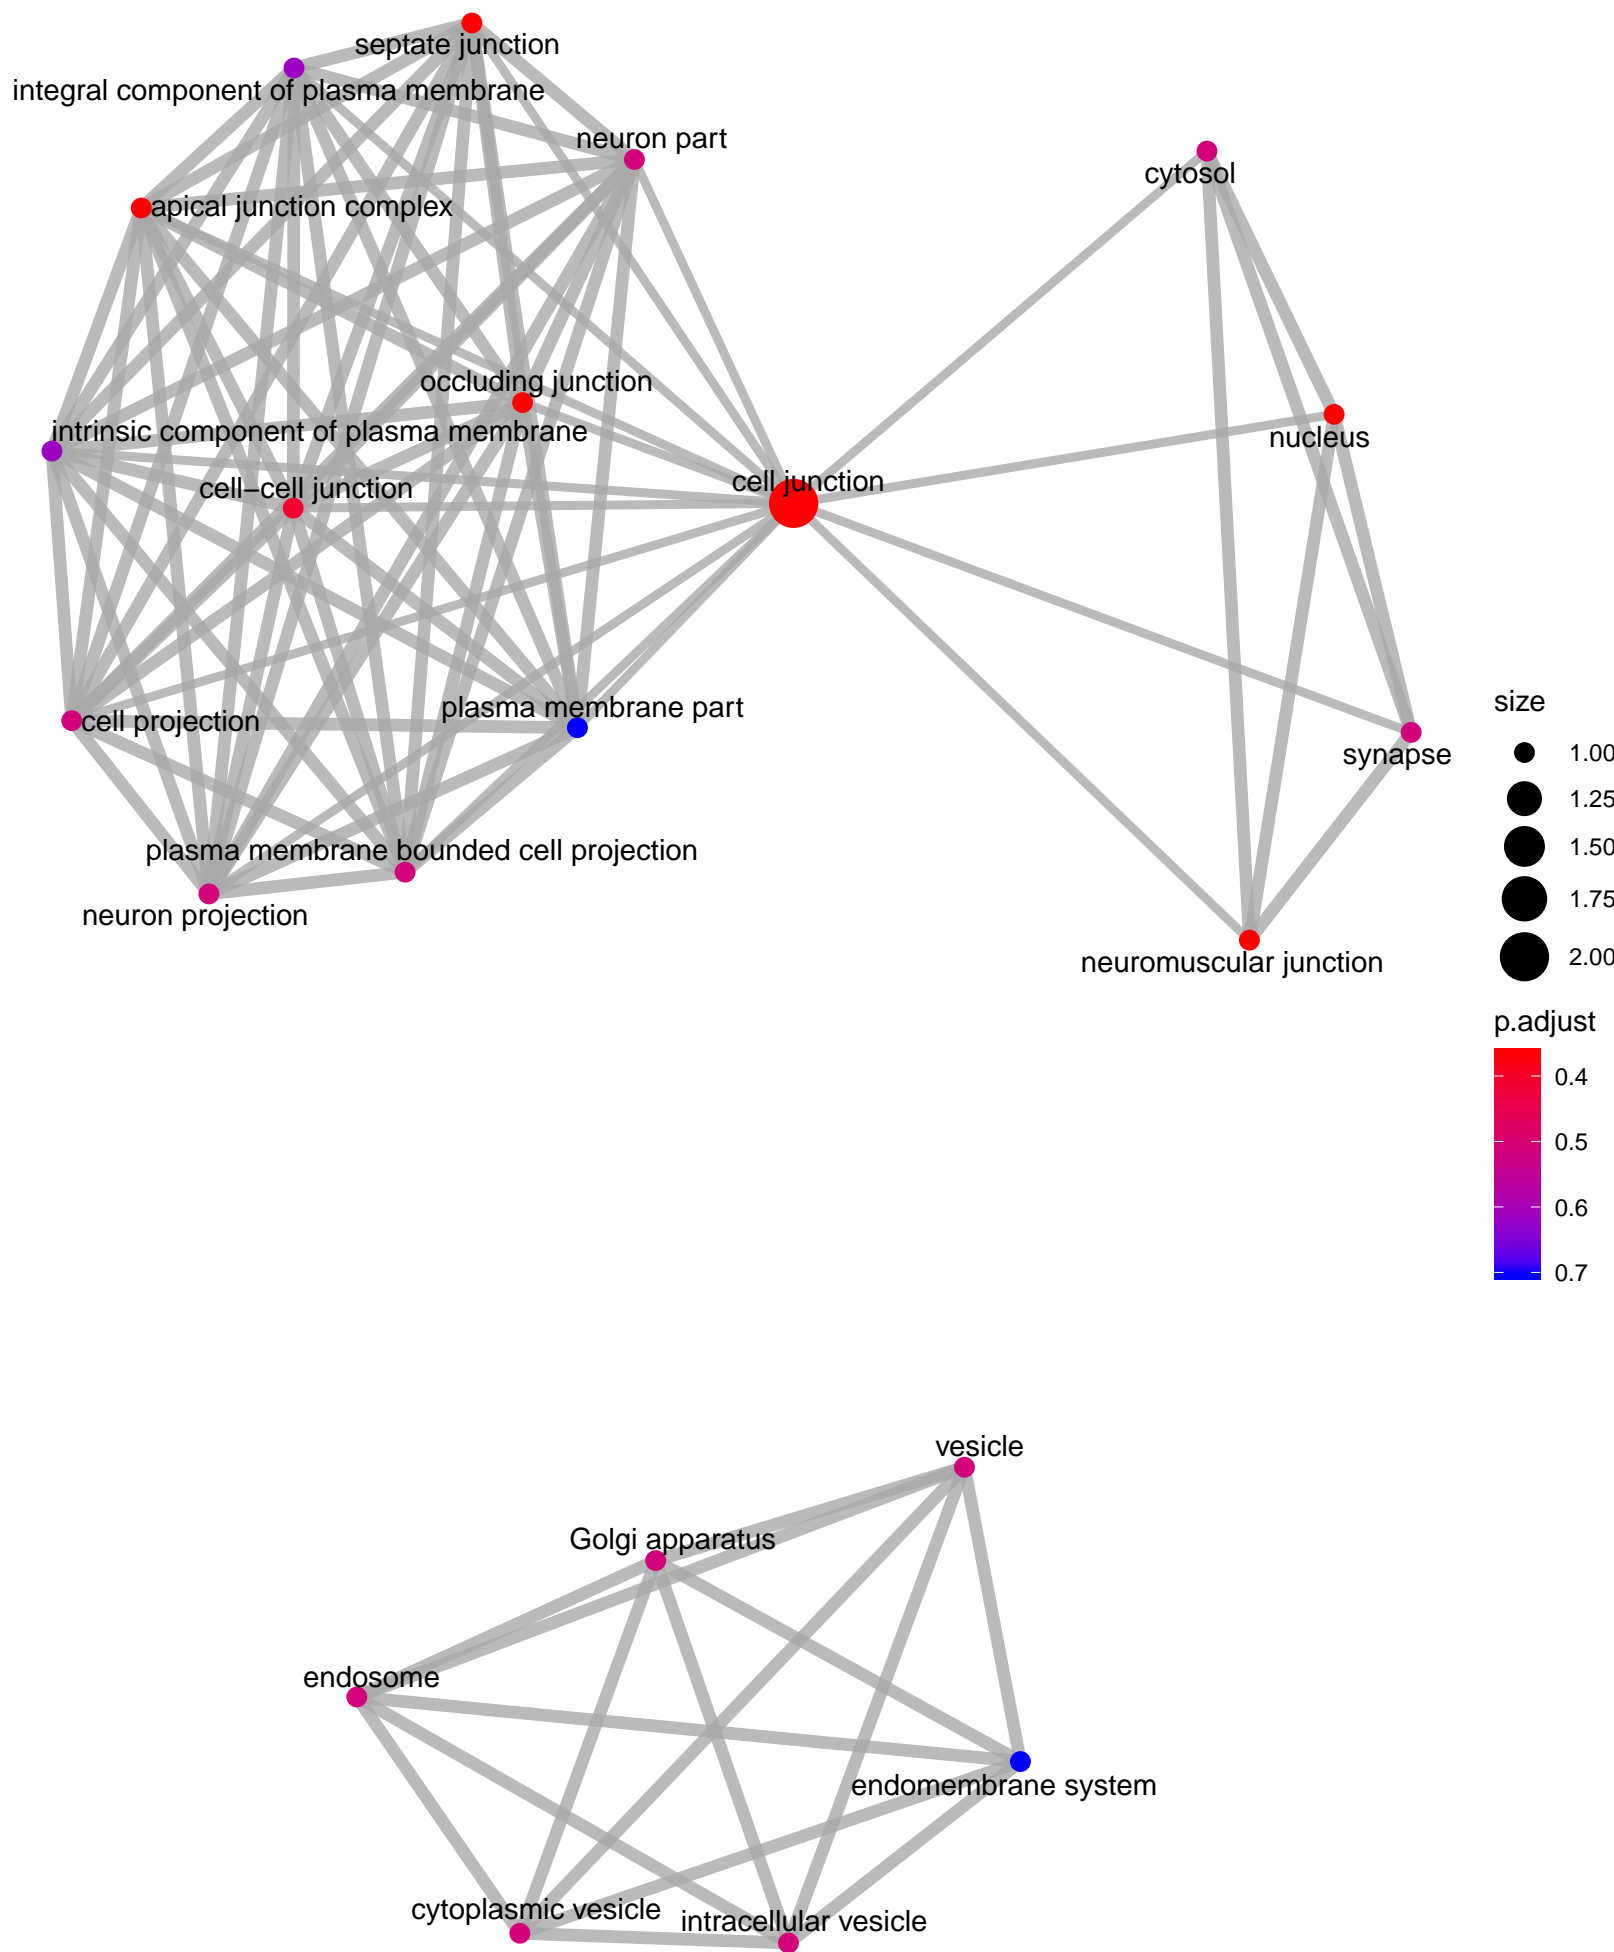 septate junction
integral component of plasma membrane
neuron part
cytosol
apical junction complex
occluding junction
intrinsic component of plasma membrane
nucleus
cell junction
cell−cell junction
plasma membrane part
cell projection
synapse
plasma membrane bounded cell projection
neuron projection
neuromuscular junction
size
1.00
1.25
1.50
1.75
2.00
p.adjust
0.4
0.5
0.6
0.7
vesicle
Golgi apparatus
endosome
endomembrane system
cytoplasmic vesicle
intracellular vesicle